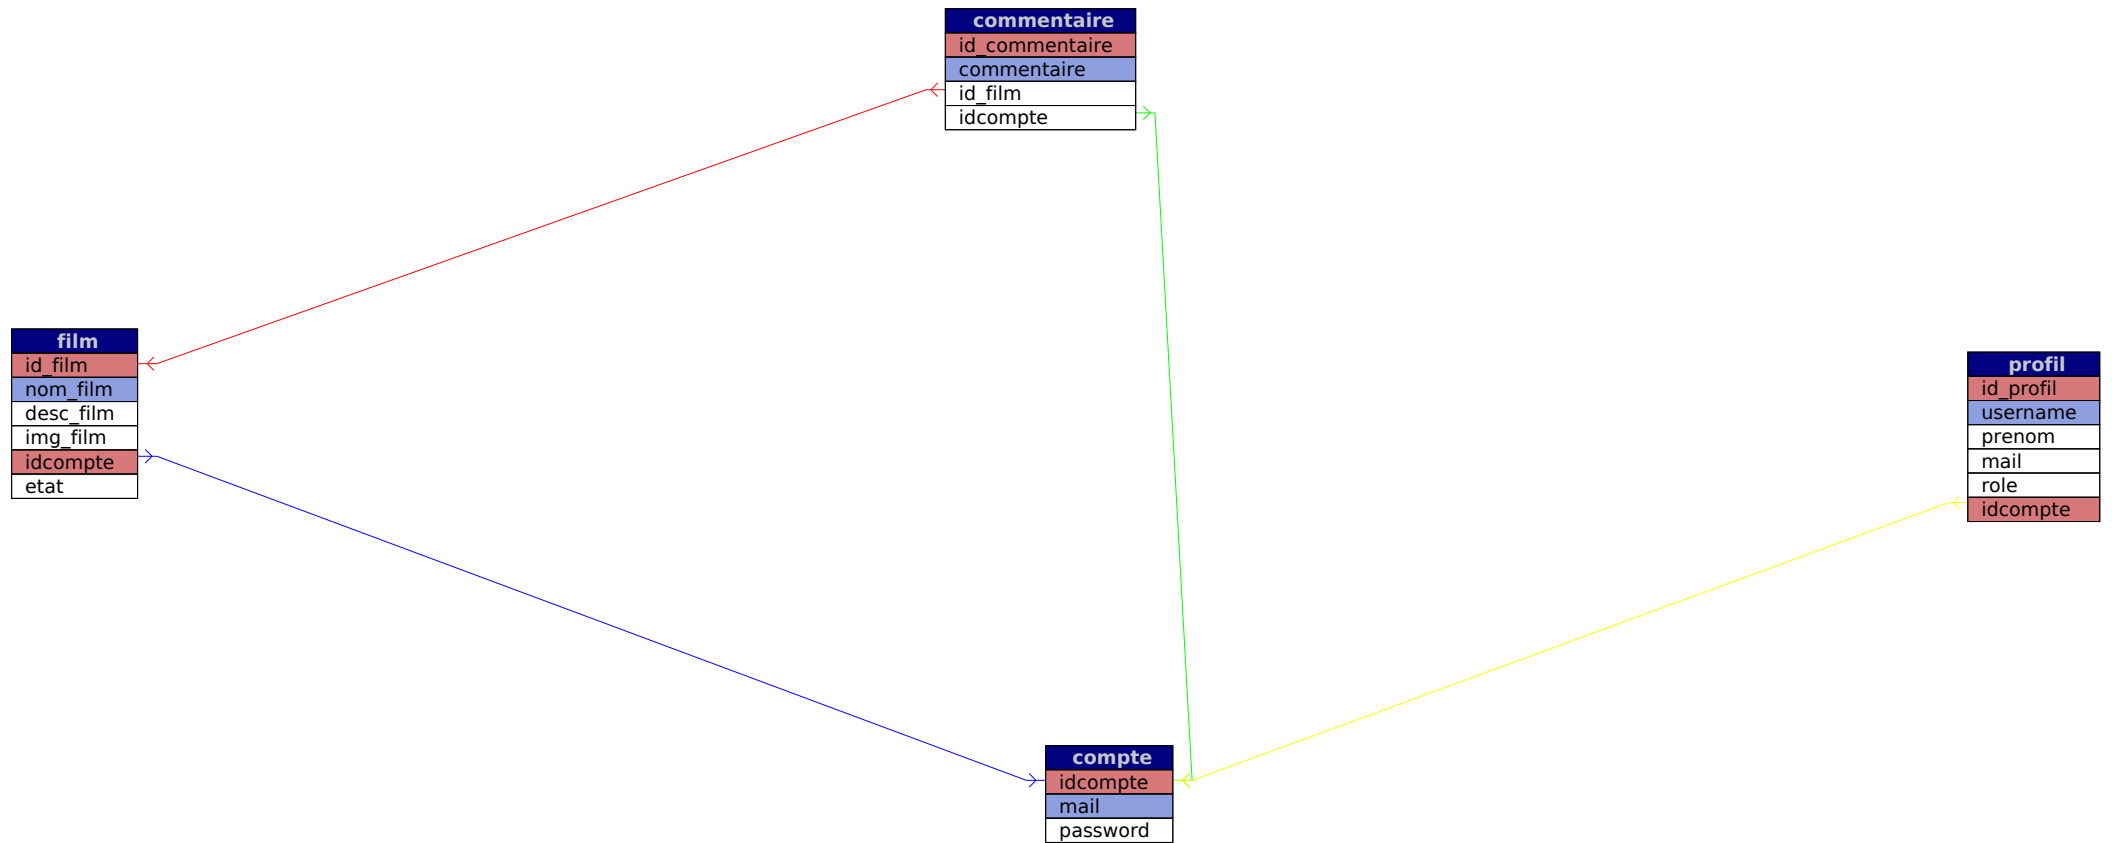 commentaire
id_commentaire
commentaire
id_film
idcompte
film
id_film
nom_film
desc_film
img_film
idcompte
etat
profil
id_profil
username
prenom
mail
role
idcompte
compte
idcompte
mail
password